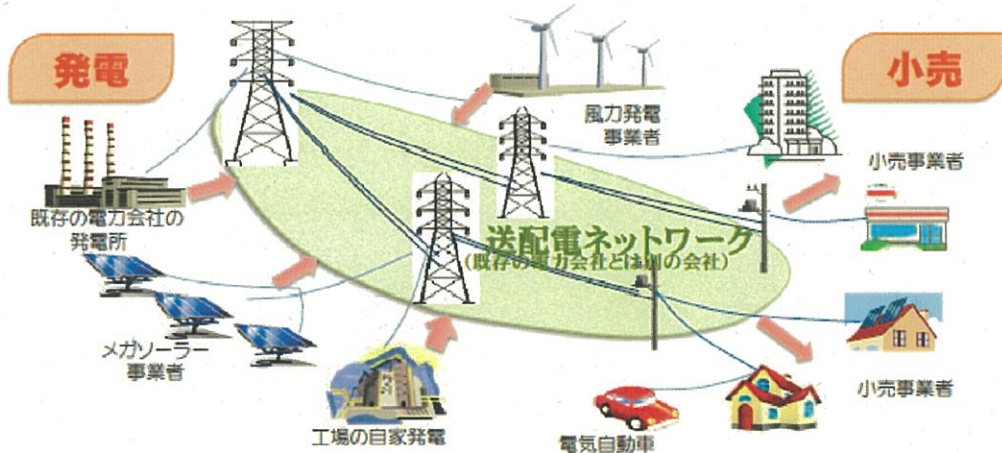 発電
小売
風力発電
事業者
小売事業者
既存の電力会社の
発電所
送配電ネットワーク
(既存の電力会社とは別の会社)
メガソーラー
事業者
小売事業者
工場の自家発電
電気自動車